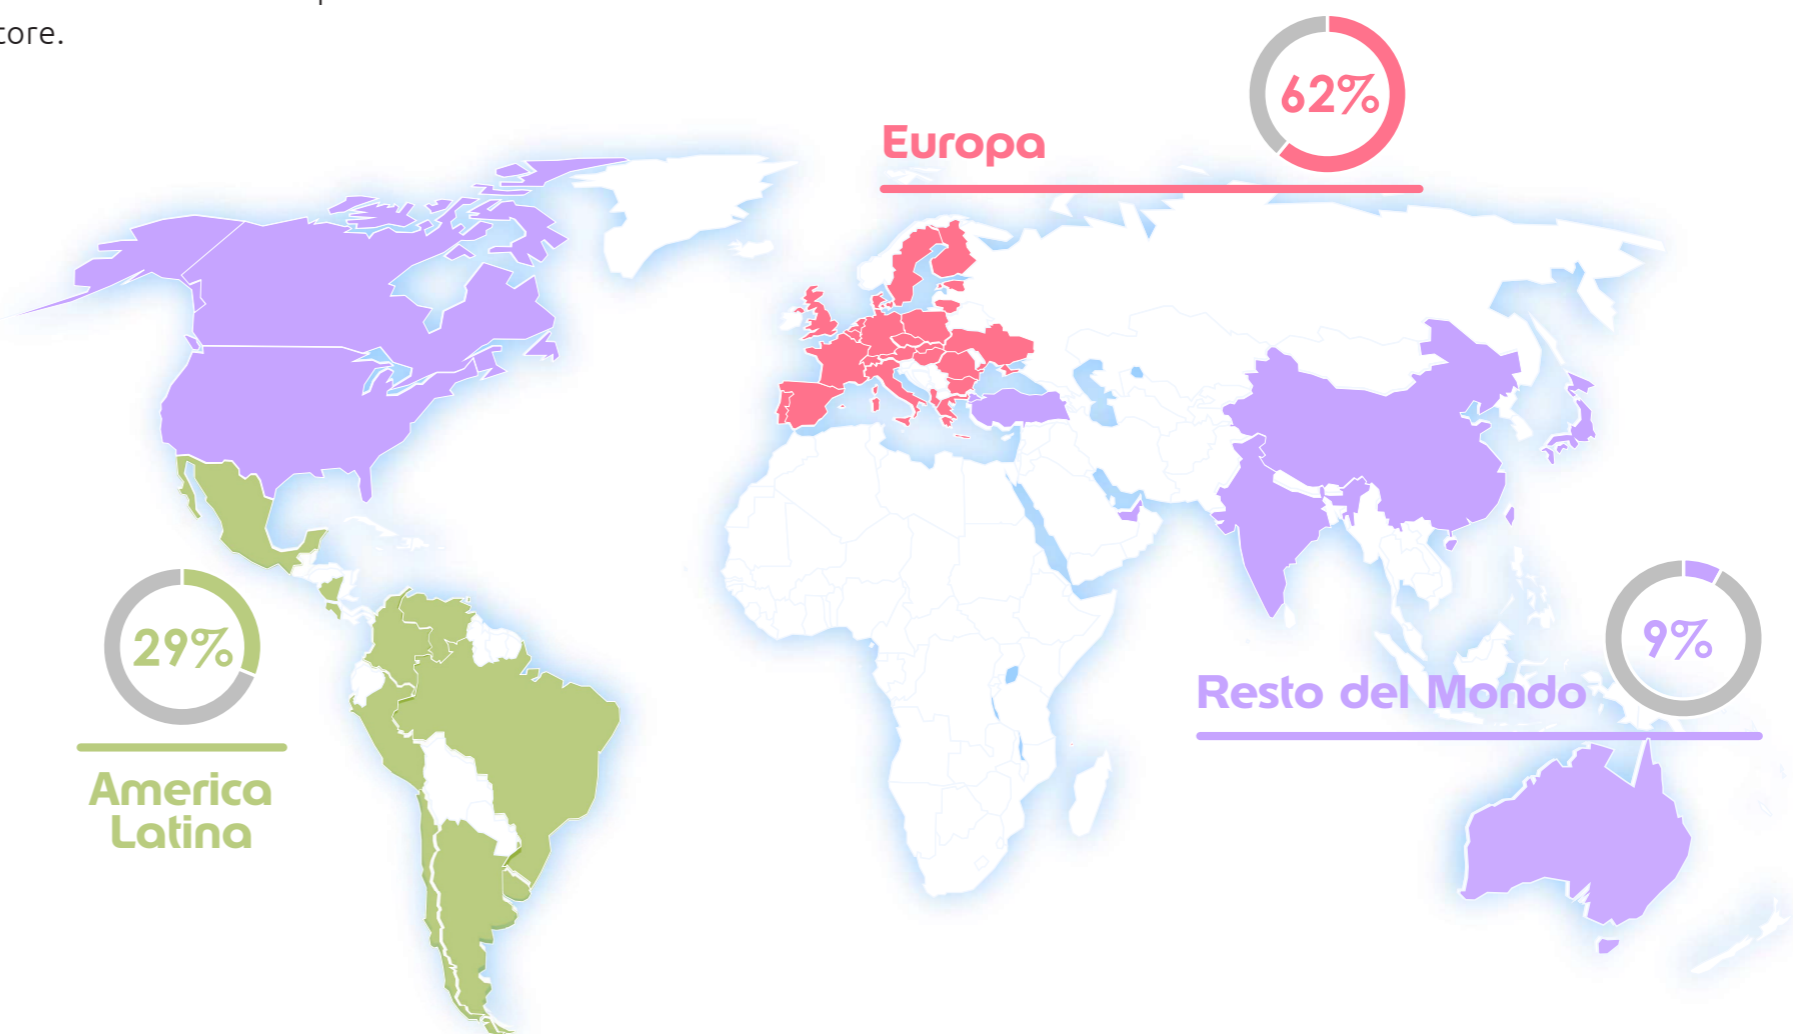 core.
62%
Europa
29%
America
Latina
9%
Resto del Mondo